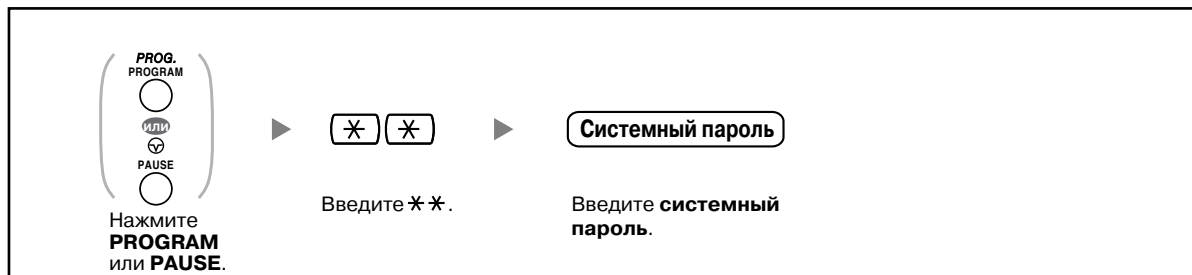 PROG.
PROGRAM
или
PAUSE
Нажмите
PROGRAM
или PAUSE.
✳ ✳
Введите ✳ ✳.
Системный пароль
Введите системный
пароль.